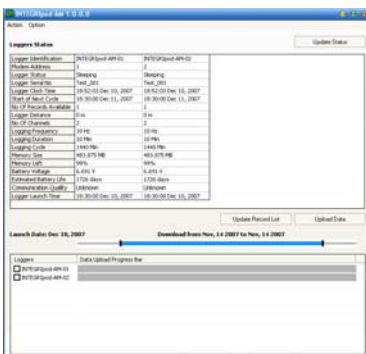 INTEGRIpod AM 1.0.0.0
Action Option
Update Status
Loggers Status
Logger Identification INTEGRIpod-AM-01 INTEGRIpod-AM-02
Modem Address 1 2
Logger Status Sleeping Sleeping
Logger Serial No Test_001 Test_001
Logger Clock Time 18:52:03 Dec 10, 2007 18:52:03 Dec 10, 2007
Start of Next Cycle 18:30:00 Dec 11, 2007 18:30:00 Dec 11, 2007
No Of Records Available 1 1
Logger Distance 0 m 0 m
No Of Channels 2 2
Logging Frequency 10 Hz 10 Hz
Logging Duration 10 Min 10 Min
Logging Cycle 1440 Min 1440 Min
Memory Size 483.875 MB 483.875 MB
Memory Left 99% 99%
Battery Voltage 6.691 V 6.691 V
Estimated Battery Life 1726 days 1726 days
Communication Quality Unknown Unknown
Logger Launch Time 18:30:00 Dec 10, 2007 18:30:00 Dec 10, 2007
Update Record List Upload Data
Launch Date: Dec 10, 2007 Download from Nov, 14 2007 to Nov, 14 2007
Loggers Data Upload Progress Bar
INTEGRIpod-AM-01
INTEGRIpod-AM-02